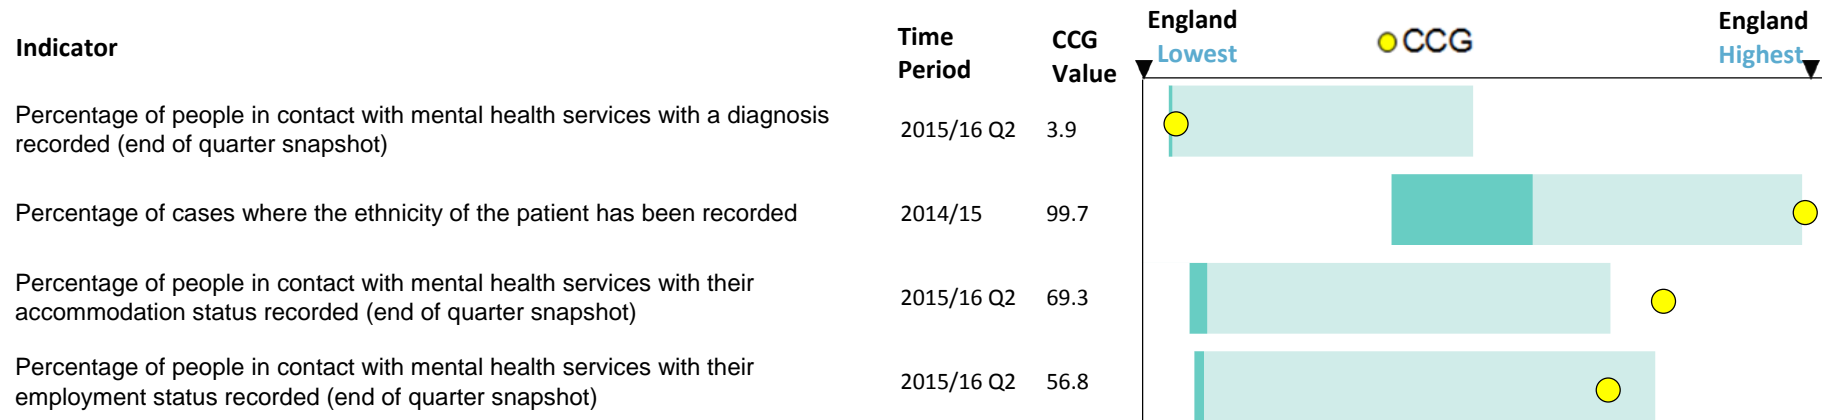 Indicator
Time Period
CCG Value
England Lowest
CCG
England Highest
Percentage of people in contact with mental health services with a diagnosis
recorded (end of quarter snapshot)
2015/16 Q2
3.9
Percentage of cases where the ethnicity of the patient has been recorded
2014/15
99.7
Percentage of people in contact with mental health services with their
accommodation status recorded (end of quarter snapshot)
2015/16 Q2
69.3
Percentage of people in contact with mental health services with their
employment status recorded (end of quarter snapshot)
2015/16 Q2
56.8